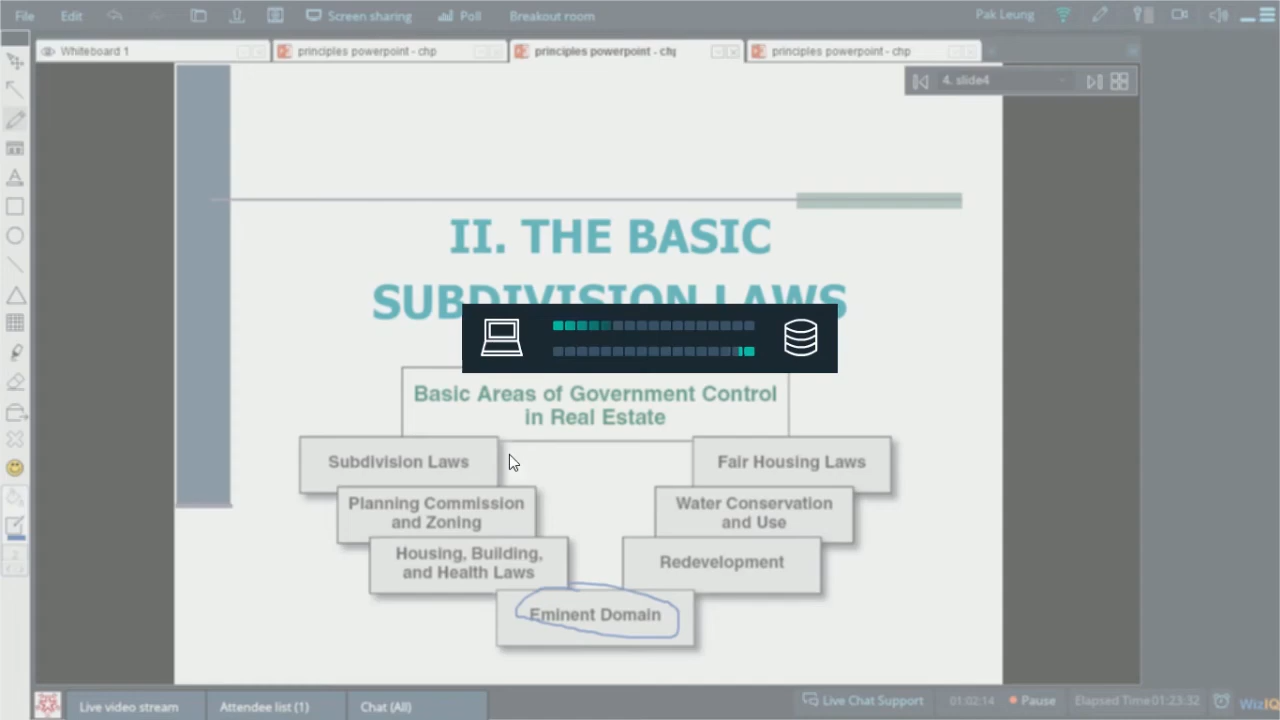 File Edit Screen sharing Poll Breakout room Pak Leung
Whiteboard 1 principles powerpoint - chp principles powerpoint - chp principles powerpoint - chp
4. slide4
II. THE BASIC
SUBDIVISION LAWS
Basic Areas of Government Control
in Real Estate
Subdivision Laws
Fair Housing Laws
Planning Commission
and Zoning
Water Conservation
and Use
Housing, Building,
and Health Laws
Redevelopment
Eminent Domain
Live video stream Attendee list (1) Chat (All) Live Chat Support 01:02:14 Pause Elapsed Time 01:23:32 WizIQ